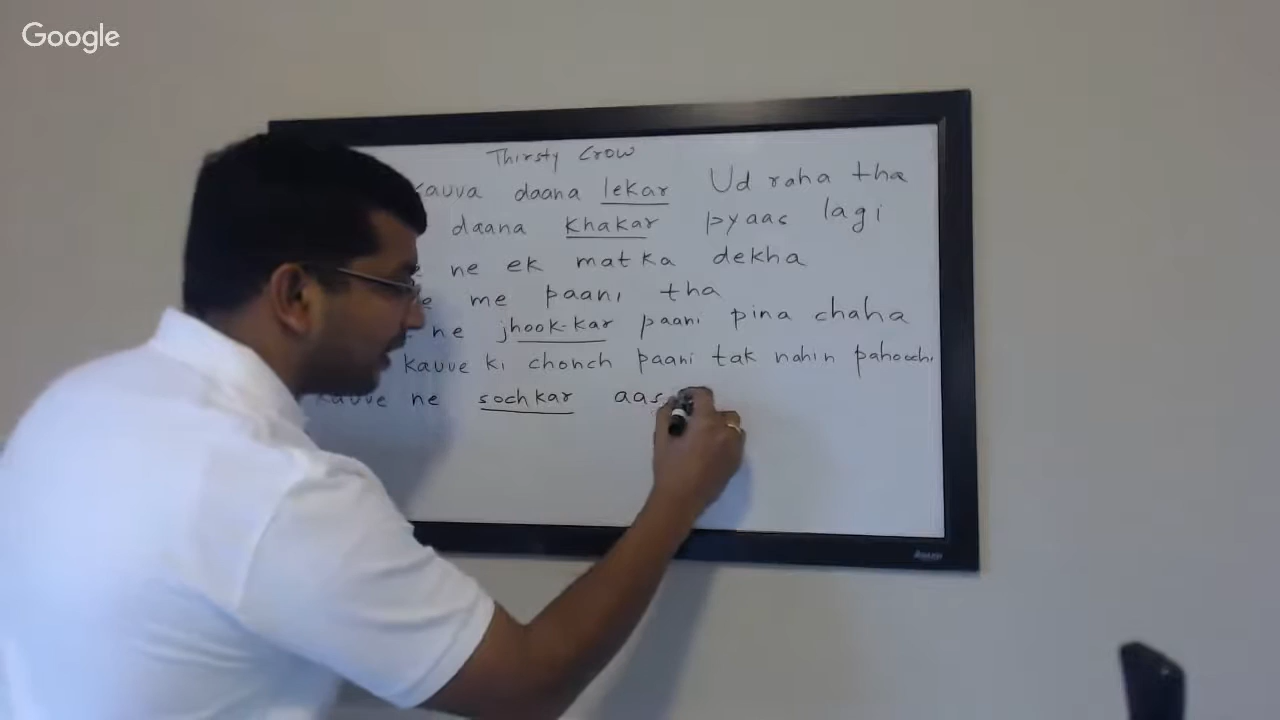 Google
Thirsty Crow
kauva daana lekar Ud raha tha
daana khakar pyaas lagi
ne ek matka dekha
me paani tha
ne jhook-kar paani pina chaha
kauve ki chonch paani tak nahin pahochi
kauve ne sochkar aas